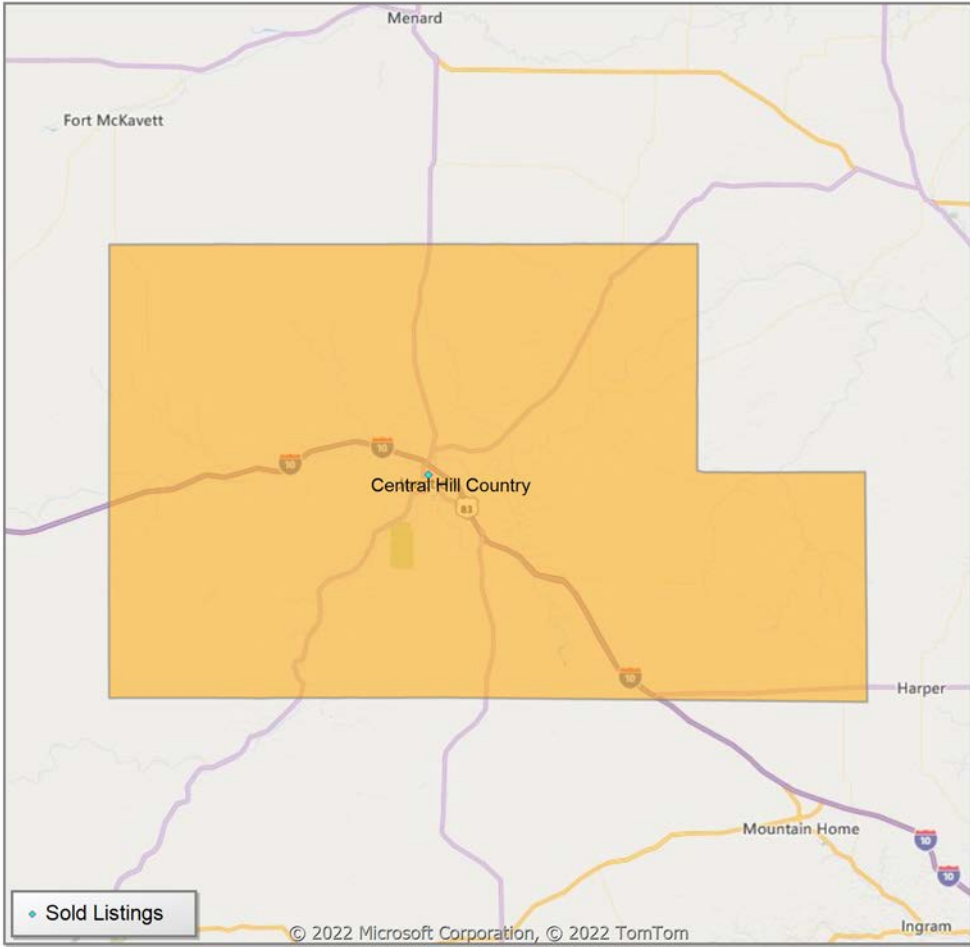 Menard
Fort McKavett
10
10
Central Hill Country
83
10
Harper
Mountain Home
10
10
Ingram
Sold Listings
© 2022 Microsoft Corporation, © 2022 TomTom